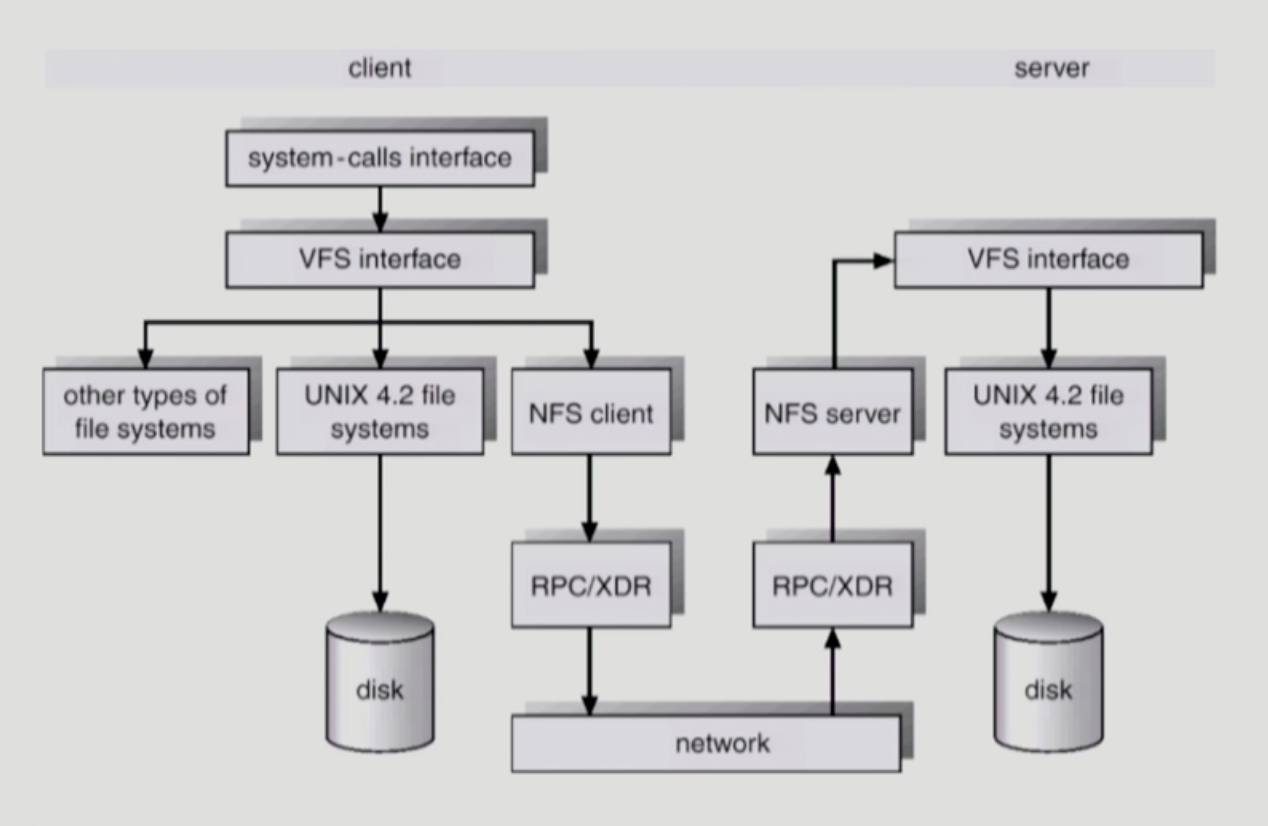 client
server
system-calls interface
VFS interface
VFS interface
other types of
file systems
UNIX 4.2 file
systems
NFS client
NFS server
UNIX 4.2 file
systems
RPC/XDR
RPC/XDR
disk
disk
network